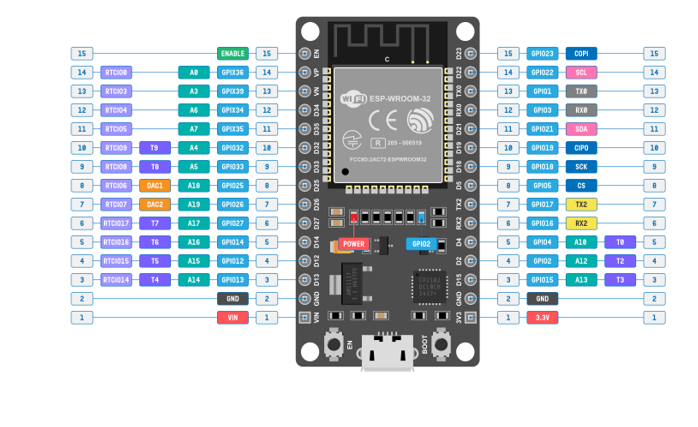 15 ENABLE 15 EN D23 15 GPIO23 COPI 15
14 RTCIO0 A0 GPIX36 14 VP D22 14 GPIO22 SCL 14
13 RTCIO3 A3 GPIX39 13 VN TX0 13 GPIO1 TX0 13
12 RTCIO4 A6 GPIX34 12 D34 RX0 12 GPIO3 RX0 12
11 RTCIO5 A7 GPIX35 11 D35 D21 11 GPIO21 SDA 11
10 RTCIO9 T9 A4 GPIO32 10 D32 D19 10 GPIO19 CIPO 10
9 RTCIO8 T8 A5 GPIO33 9 D33 D18 9 GPIO18 SCK 9
8 RTCIO6 DAC1 A18 GPIO25 8 D25 D5 8 GPIO5 CS 8
7 RTCIO7 DAC2 A19 GPIO26 7 D26 TX2 7 GPIO17 TX2 7
6 RTCIO17 T7 A17 GPIO27 6 D27 RX2 6 GPIO16 RX2 6
5 RTCIO16 T6 A16 GPIO14 5 D14 D4 5 GPIO4 A10 T0 5
4 RTCIO15 T5 A15 GPIO12 4 D12 D2 4 GPIO2 A12 T2 4
3 RTCIO14 T4 A14 GPIO13 3 D13 D15 3 GPIO15 A13 T3 3
2 GND 2 GND GND 2 GND 2
1 VIN 1 VIN 3V3 1 3.3V 1
C
WiFi ESP-WROOM-32
CE
R 205-000519
FCC ID:2AC72-ESPWROOM32
POWER GPIO2
EN BOOT